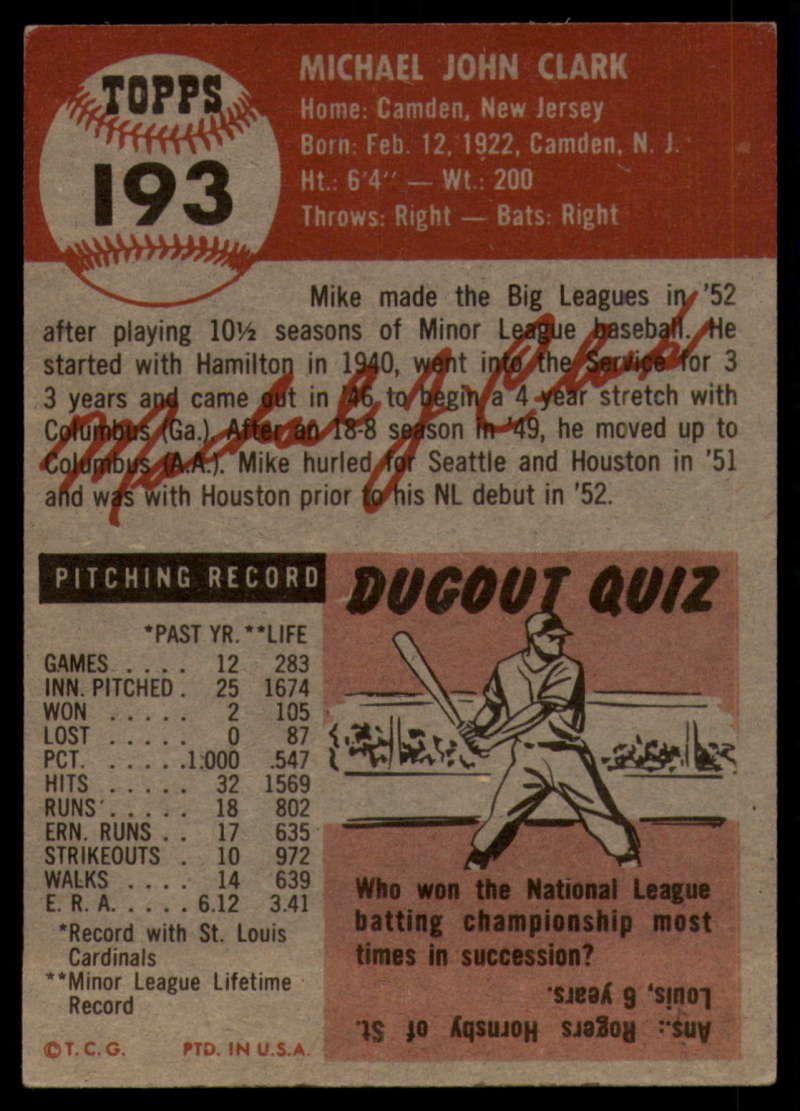 TOPPS
193
MICHAEL JOHN CLARK
Home: Camden, New Jersey
Born: Feb. 12, 1922, Camden, N. J.
Ht.: 6'4" — Wt.: 200
Throws: Right — Bats: Right
Mike made the Big Leagues in '52
after playing 10½ seasons of Minor League baseball. He
started with Hamilton in 1940, went into the Service for 3
3 years and came out in '46 to begin a 4 year stretch with
Columbus (Ga.). After an 18-8 season in '49, he moved up to
Columbus (A.A.). Mike hurled for Seattle and Houston in '51
and was with Houston prior to his NL debut in '52.
PITCHING RECORD
*PAST YR. **LIFE
GAMES . . . . 12 283
INN. PITCHED . 25 1674
WON . . . . . 2 105
LOST . . . . . 0 87
PCT. . . . . . 1.000 .547
HITS . . . . . 32 1569
RUNS . . . . . 18 802
ERN. RUNS . . 17 635
STRIKEOUTS . 10 972
WALKS . . . . 14 639
E. R. A. . . . . 6.12 3.41
*Record with St. Louis
Cardinals
**Minor League Lifetime
Record
©T. C. G. PTD. IN U.S.A.
DUGOUT QUIZ
Who won the National League
batting championship most
times in succession?
Ans.: Rogers Hornsby of St.
Louis, 6 years.